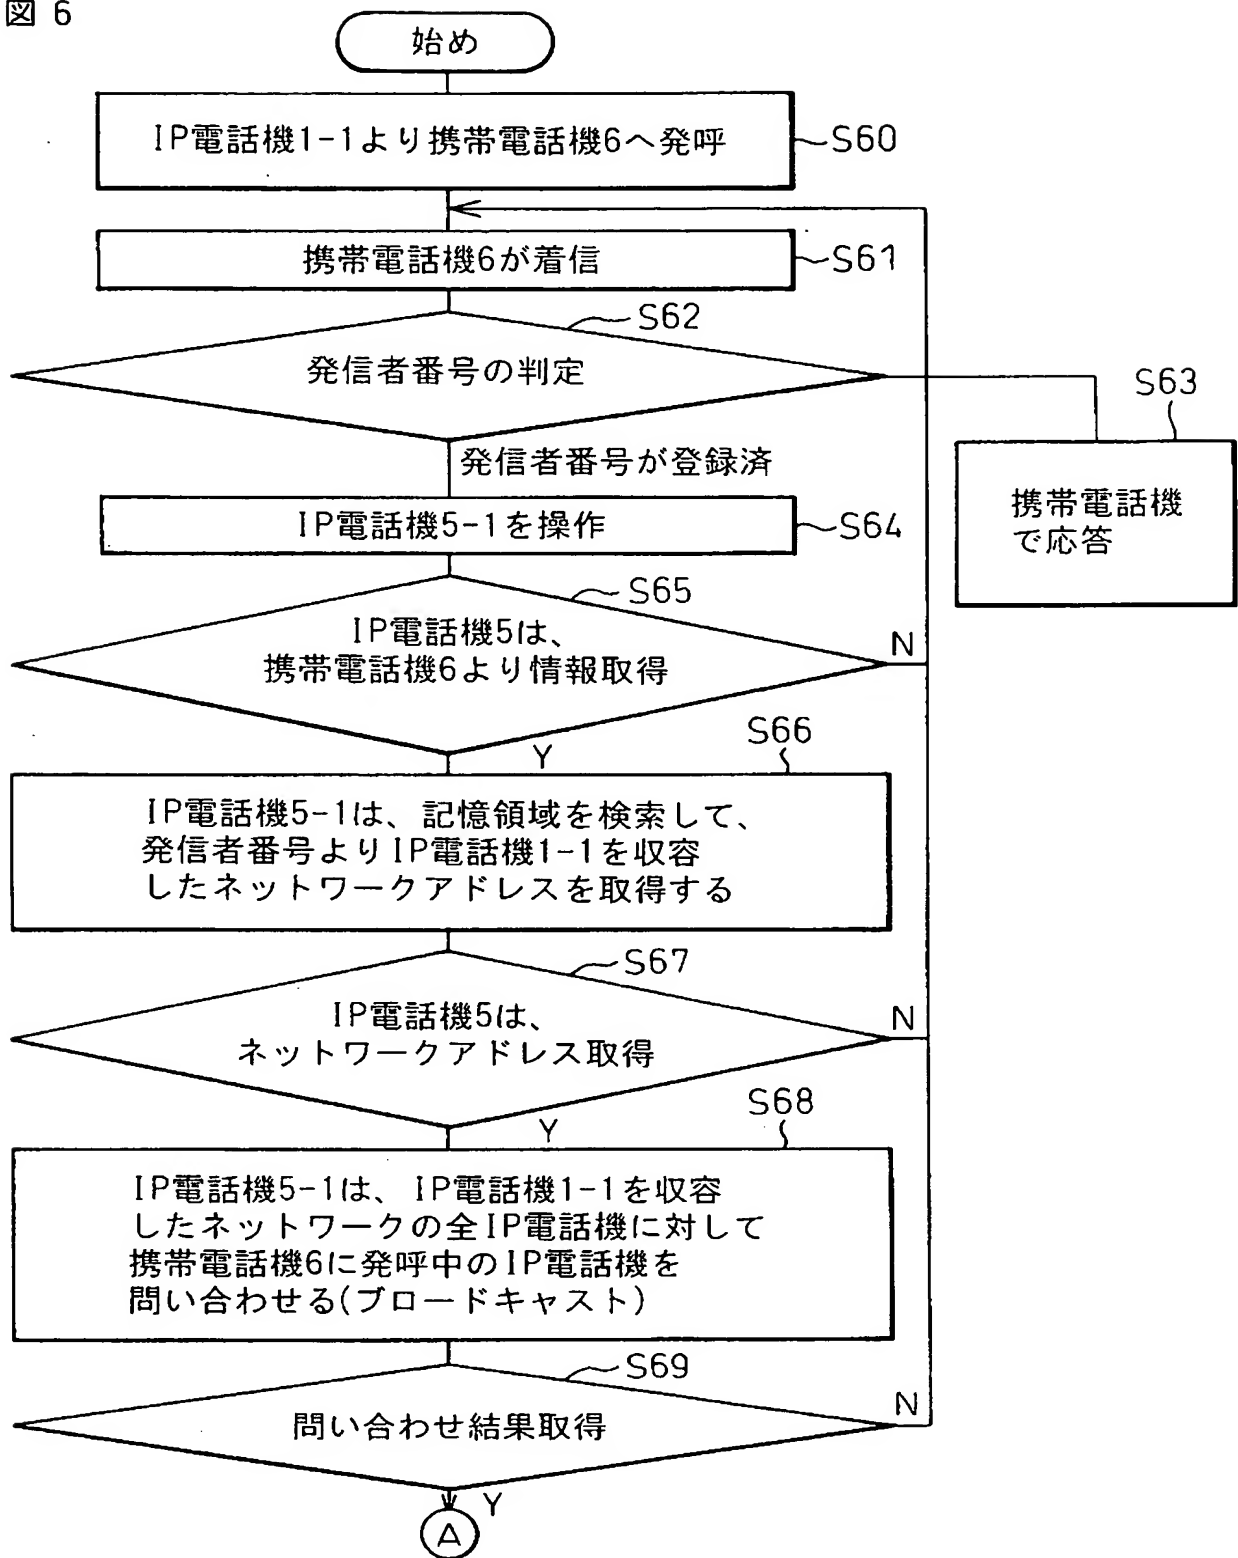 図 6
始め
IP電話機1-1より携帯電話機6へ発呼
S60
携帯電話機6が着信
S61
S62
発信者番号の判定
S63
携帯電話機
で応答
発信者番号が登録済
IP電話機5-1を操作
S64
S65
IP電話機5は、
携帯電話機6より情報取得
N
Y
S66
IP電話機5-1は、記憶領域を検索して、
発信者番号よりIP電話機1-1を収容
したネットワークアドレスを取得する
S67
IP電話機5は、
ネットワークアドレス取得
N
Y
S68
IP電話機5-1は、IP電話機1-1を収容
したネットワークの全IP電話機に対して
携帯電話機6に発呼中のIP電話機を
問い合わせる(ブロードキャスト)
S69
問い合わせ結果取得
N
Y
A